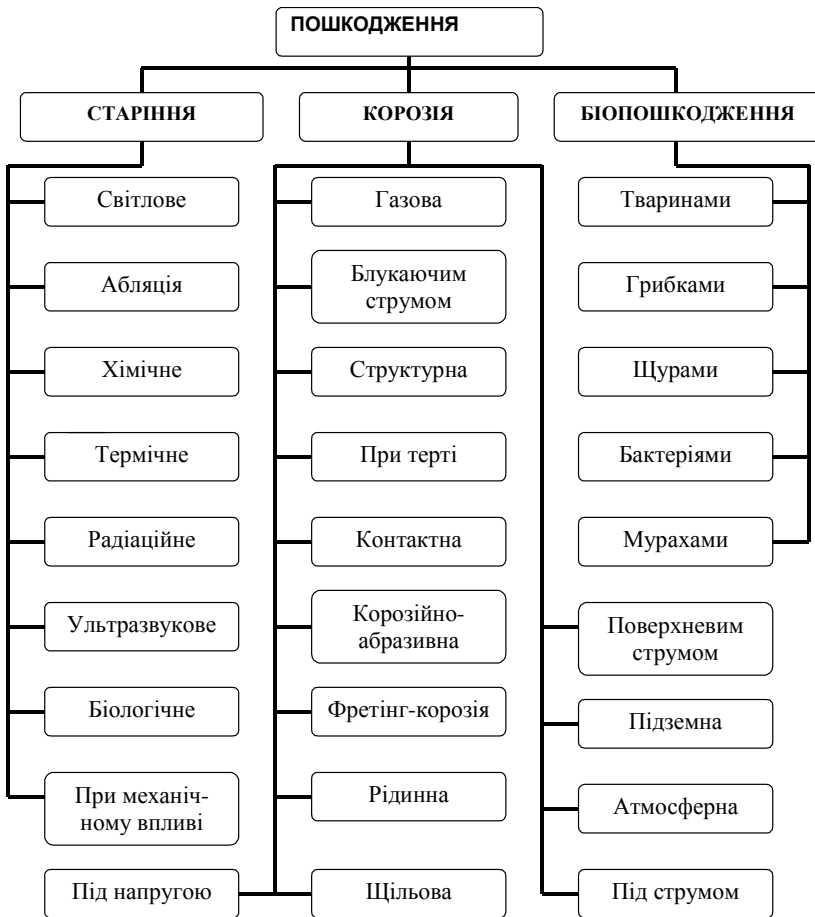 ПОШКОДЖЕННЯ
СТАРІННЯ
КОРОЗІЯ
БІОПОШКОДЖЕННЯ
Світлове
Абляція
Хімічне
Термічне
Радіаційне
Ультразвукове
Біологічне
При механіч-
ному впливі
Під напругою
Газова
Блукаючим
струмом
Структурна
При терті
Контактна
Корозійно-
абразивна
Фретінг-корозія
Рідинна
Щільова
Тваринами
Грибками
Щурами
Бактеріями
Мурахами
Поверхневим
струмом
Підземна
Атмосферна
Під струмом